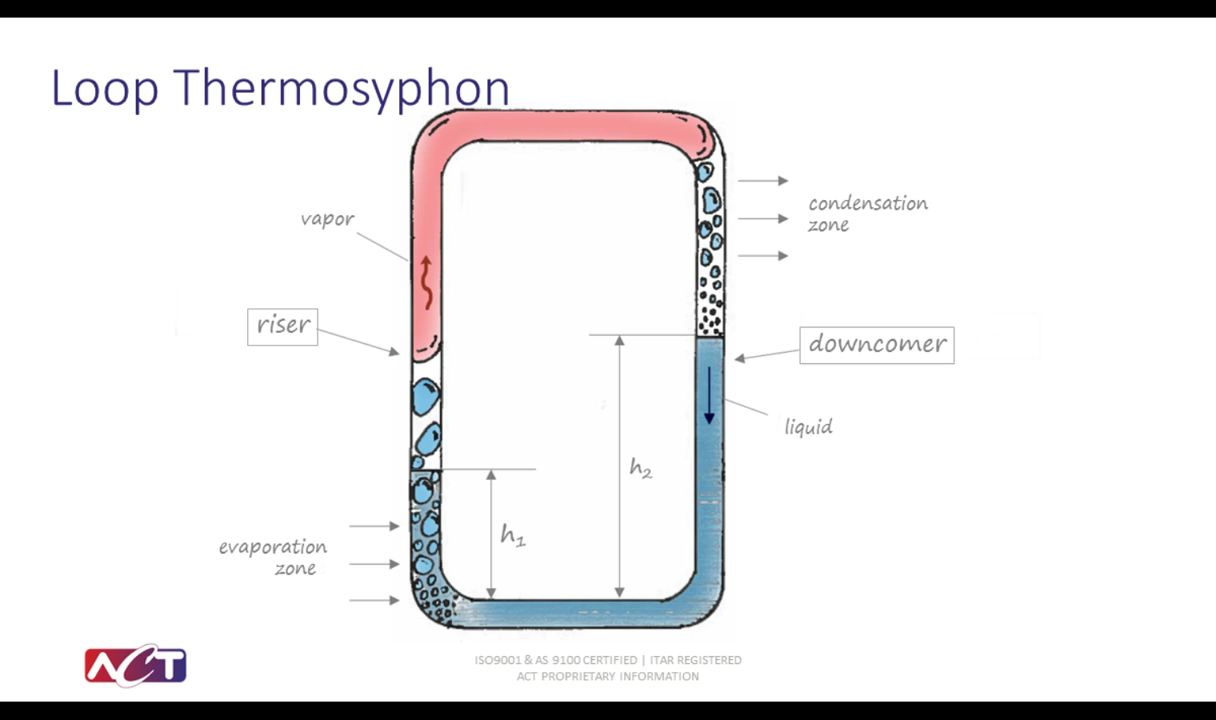 Loop Thermosyphon
vapor
condensation
zone
riser
downcomer
liquid
h₂
h₁
evaporation
zone
ACT
ISO9001 & AS 9100 CERTIFIED | ITAR REGISTERED
ACT PROPRIETARY INFORMATION